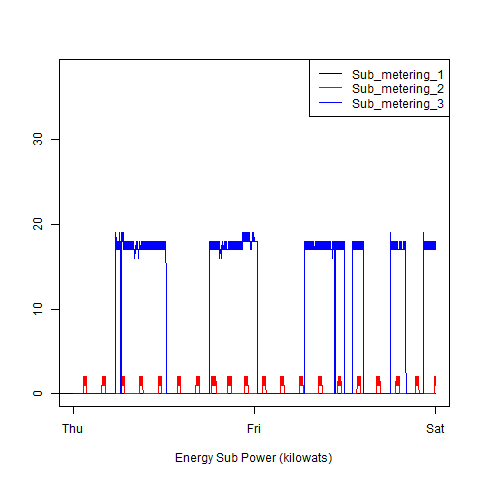 Sub_metering_1
Sub_metering_2
Sub_metering_3
30
20
10
0
Thu Fri Sat
Energy Sub Power (kilowats)